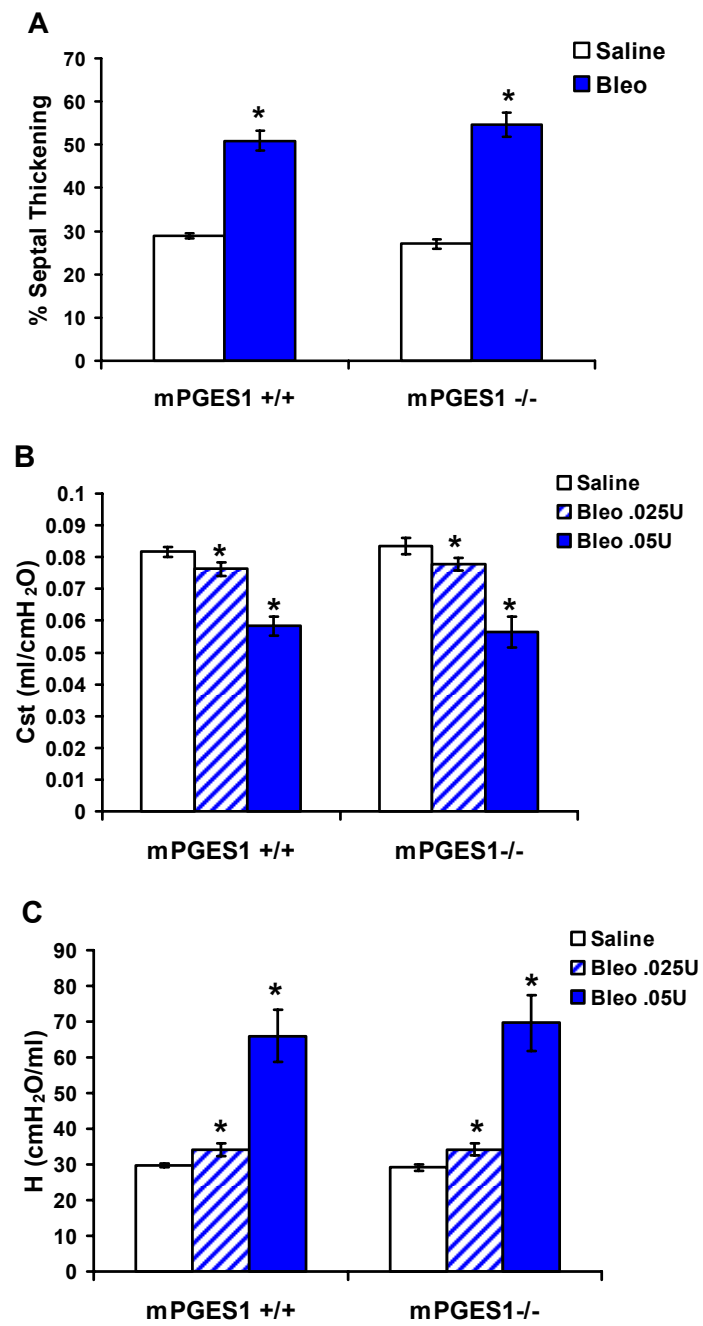 A
Saline
Bleo
% Septal Thickening
70
60
50
40
30
20
10
0
* *
mPGES1 +/+ mPGES1 -/-
B
Saline
Bleo .025U
Bleo .05U
Cst (ml/cmH₂O)
0.1
0.09
0.08
0.07
0.06
0.05
0.04
0.03
0.02
0.01
0
* * * *
mPGES1 +/+ mPGES1-/-
C
Saline
Bleo .025U
Bleo .05U
H (cmH₂O/ml)
90
80
70
60
50
40
30
20
10
0
* * * *
mPGES1 +/+ mPGES1-/-